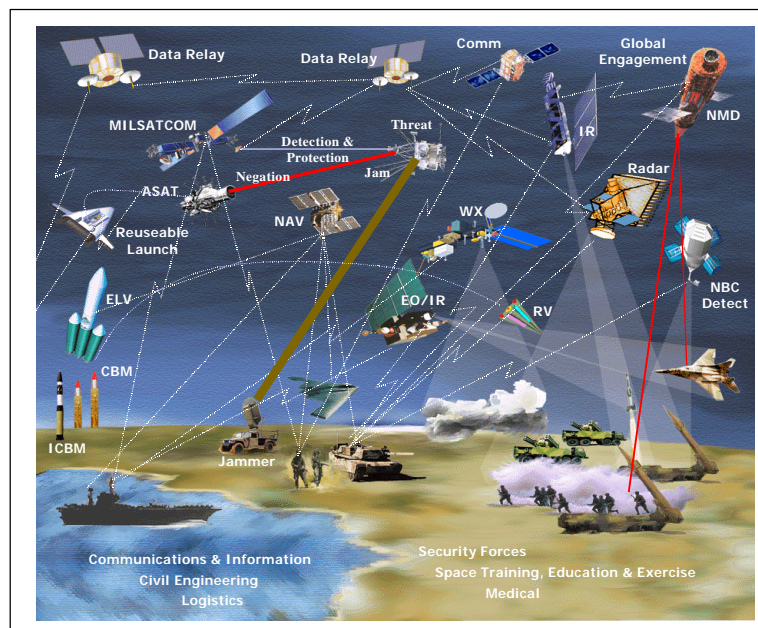 Data Relay
Data Relay
Comm
Global
Engagement
MILSATCOM
Detection &
Protection
Threat
IR
NMD
ASAT
Negation
Jam
Radar
Reuseable
Launch
NAV
WX
ELV
EO/IR
RV
NBC
Detect
CBM
ICBM
Jammer
Communications & Information
Civil Engineering
Logistics
Security Forces
Space Training, Education & Exercise
Medical